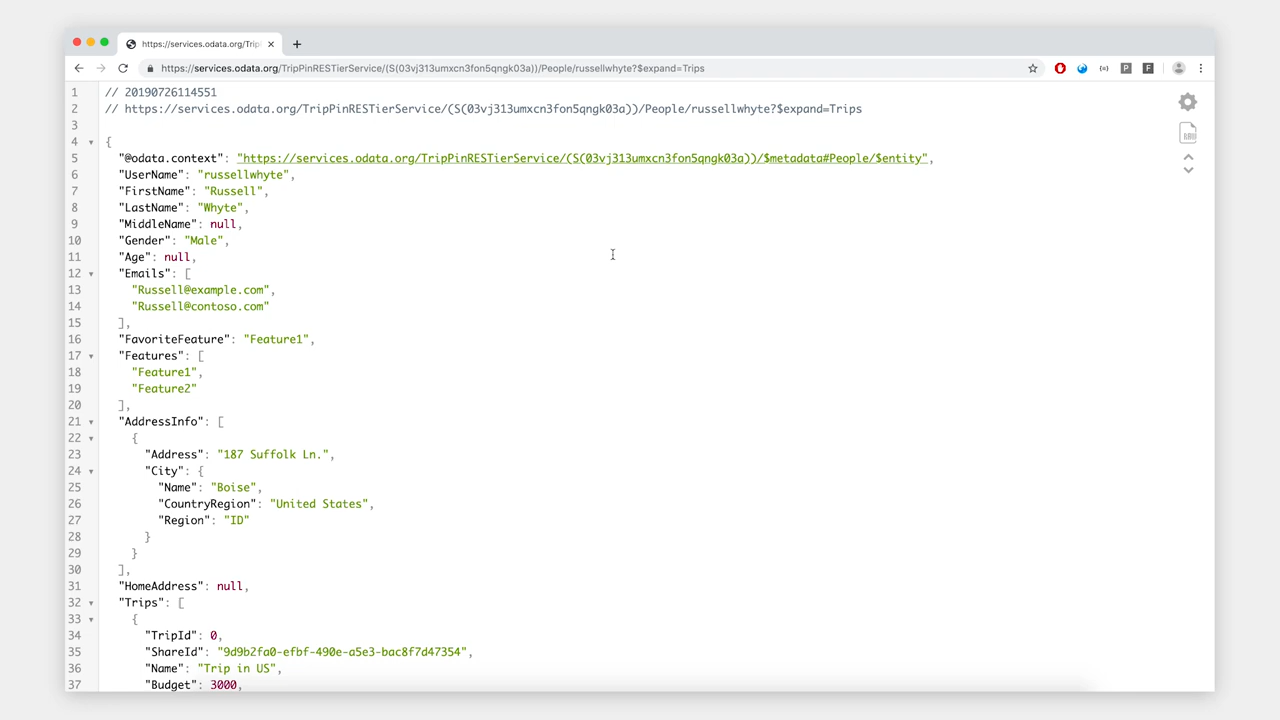 https://services.odata.org/Trip
https://services.odata.org/TripPinRESTierService/(S(03vj313umxcn3fon5qngk03a))/People/russellwhyte?$expand=Trips
1 // 20190726114551
2 // https://services.odata.org/TripPinRESTierService/(S(03vj313umxcn3fon5qngk03a))/People/russellwhyte?$expand=Trips
3
4 {
5 "@odata.context": "https://services.odata.org/TripPinRESTierService/(S(03vj313umxcn3fon5qngk03a))/$metadata#People/$entity",
6 "UserName": "russellwhyte",
7 "FirstName": "Russell",
8 "LastName": "Whyte",
9 "MiddleName": null,
10 "Gender": "Male",
11 "Age": null,
12 "Emails": [
13 "Russell@example.com",
14 "Russell@contoso.com"
15 ],
16 "FavoriteFeature": "Feature1",
17 "Features": [
18 "Feature1",
19 "Feature2"
20 ],
21 "AddressInfo": [
22 {
23 "Address": "187 Suffolk Ln.",
24 "City": {
25 "Name": "Boise",
26 "CountryRegion": "United States",
27 "Region": "ID"
28 }
29 }
30 ],
31 "HomeAddress": null,
32 "Trips": [
33 {
34 "TripId": 0,
35 "ShareId": "9d9b2fa0-efbf-490e-a5e3-bac8f7d47354",
36 "Name": "Trip in US",
37 "Budget": 3000,